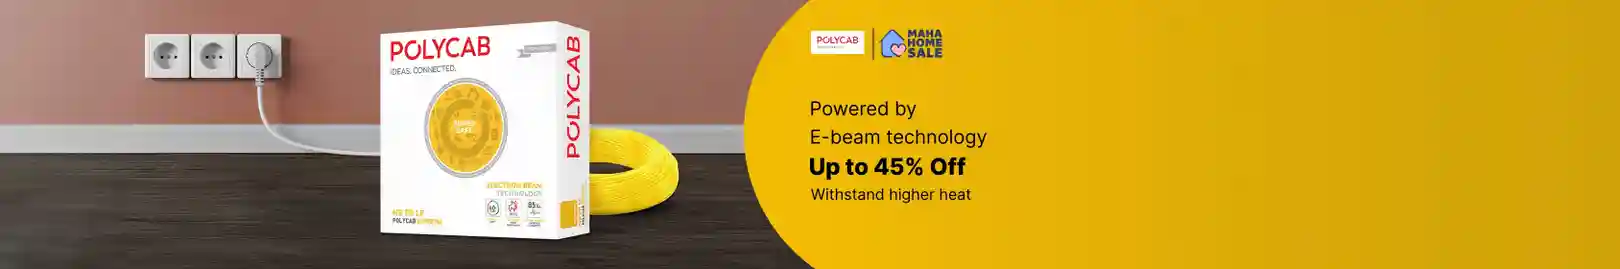 POLYCAB
IDEAS. CONNECTED.
POLYCAB
ELECTRON BEAM
TECHNOLOGY
POLYCAB
POLYCAB
MAHA
HOME
SALE
Powered by
E-beam technology
Up to 45% Off
Withstand higher heat